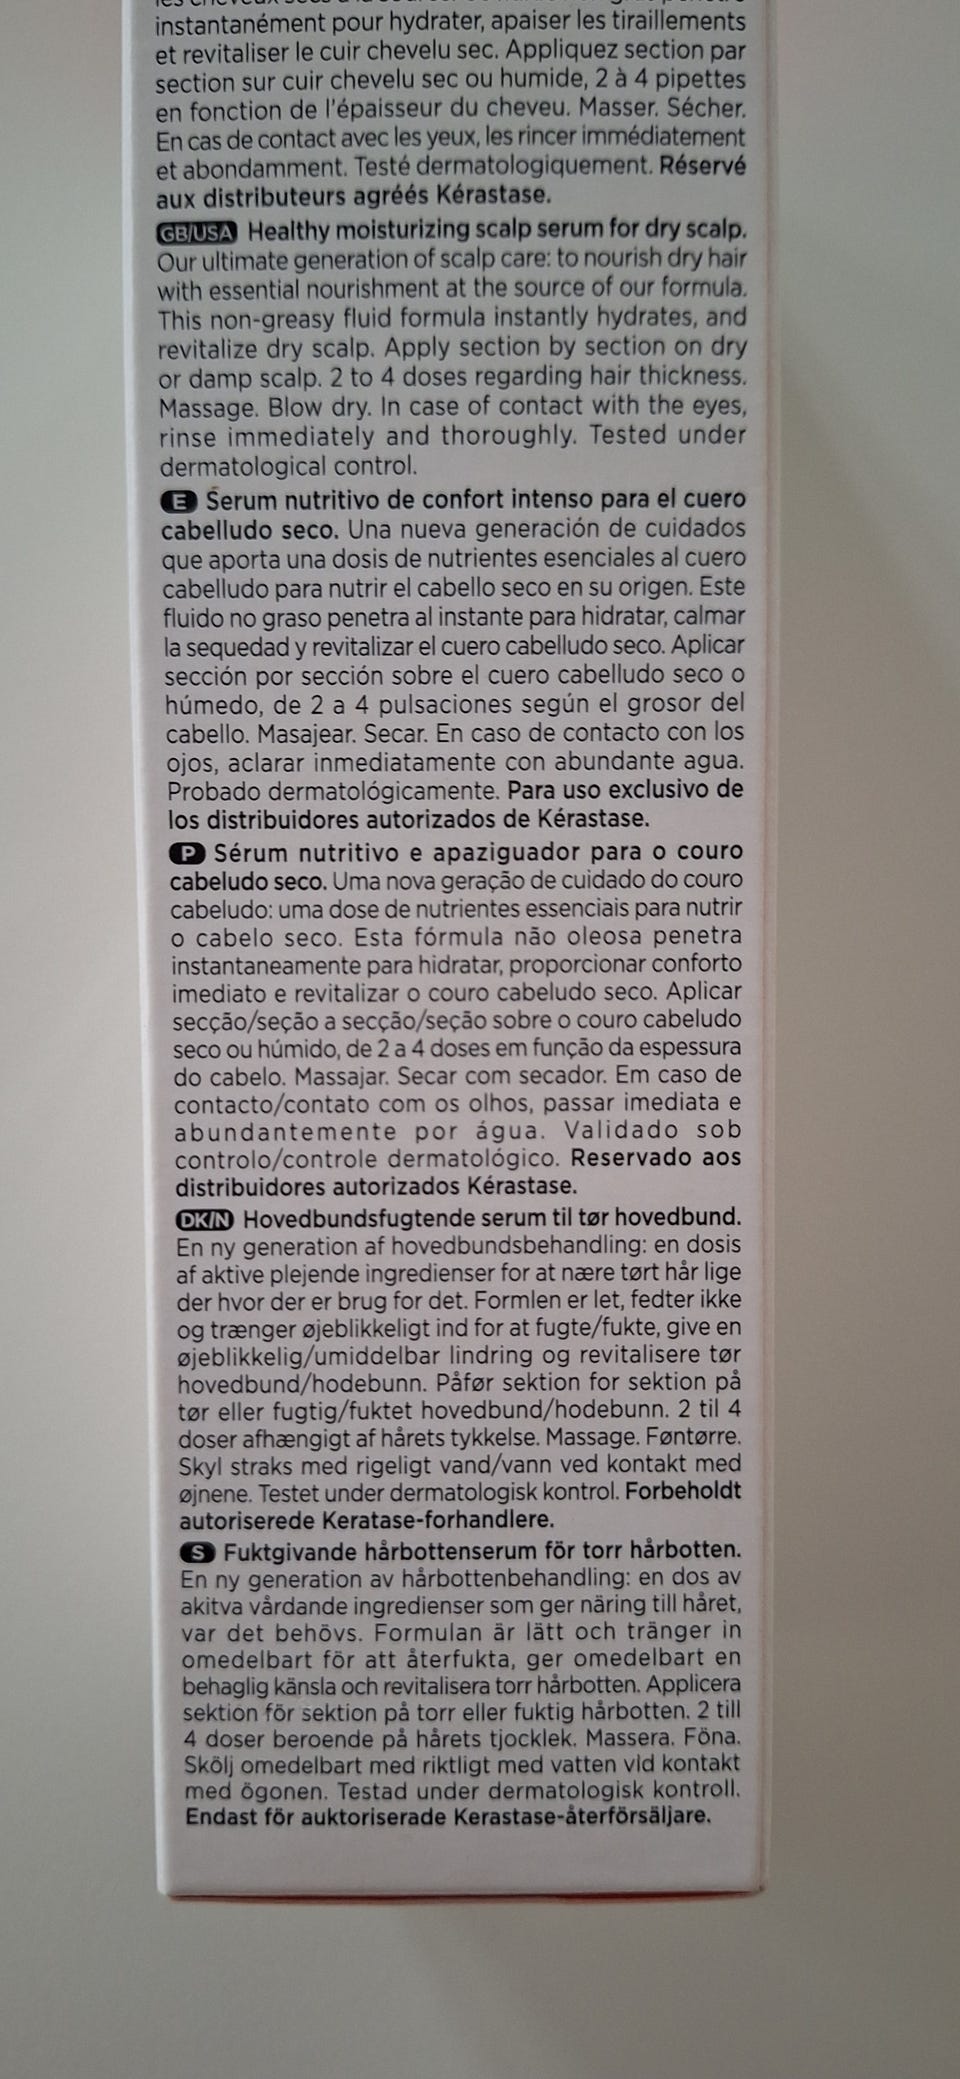 instantanément pour hydrater, apaiser les tiraillements
et revitaliser le cuir chevelu sec. Appliquez section par
section sur cuir chevelu sec ou humide, 2 à 4 pipettes
en fonction de l'épaisseur du cheveu. Masser. Sécher.
En cas de contact avec les yeux, les rincer immédiatement
et abondamment. Testé dermatologiquement. Réservé
aux distributeurs agréés Kérastase.
GB/USA Healthy moisturizing scalp serum for dry scalp.
Our ultimate generation of scalp care: to nourish dry hair
with essential nourishment at the source of our formula.
This non-greasy fluid formula instantly hydrates, and
revitalize dry scalp. Apply section by section on dry
or damp scalp. 2 to 4 doses regarding hair thickness.
Massage. Blow dry. In case of contact with the eyes,
rinse immediately and thoroughly. Tested under
dermatological control.
E Serum nutritivo de confort intenso para el cuero
cabelludo seco. Una nueva generación de cuidados
que aporta una dosis de nutrientes esenciales al cuero
cabelludo para nutrir el cabello seco en su origen. Este
fluido no graso penetra al instante para hidratar, calmar
la sequedad y revitalizar el cuero cabelludo seco. Aplicar
sección por sección sobre el cuero cabelludo seco o
húmedo, de 2 a 4 pulsaciones según el grosor del
cabello. Masajear. Secar. En caso de contacto con los
ojos, aclarar inmediatamente con abundante agua.
Probado dermatológicamente. Para uso exclusivo de
los distribuidores autorizados de Kérastase.
P Sérum nutritivo e apaziguador para o couro
cabeludo seco. Uma nova geração de cuidado do couro
cabeludo: uma dose de nutrientes essenciais para nutrir
o cabelo seco. Esta fórmula não oleosa penetra
instantaneamente para hidratar, proporcionar conforto
imediato e revitalizar o couro cabeludo seco. Aplicar
secção/seção a secção/seção sobre o couro cabeludo
seco ou húmido, de 2 a 4 doses em função da espessura
do cabelo. Massajar. Secar com secador. Em caso de
contacto/contato com os olhos, passar imediata e
abundantemente por água. Validado sob
controlo/controle dermatológico. Reservado aos
distribuidores autorizados Kérastase.
DK/N Hovedbundsfugtende serum til tør hovedbund.
En ny generation af hovedbundsbehandling: en dosis
af aktive plejende ingredienser for at nære tørt hår lige
der hvor der er brug for det. Formlen er let, fedter ikke
og trænger øjeblikkeligt ind for at fugte/fukte, give en
øjeblikkelig/umiddelbar lindring og revitalisere tør
hovedbund/hodebunn. Påfør sektion for sektion på
tør eller fugtig/fuktet hovedbund/hodebunn. 2 til 4
doser afhængigt af hårets tykkelse. Massage. Føntørre.
Skyl straks med rigeligt vand/vann ved kontakt med
øjnene. Testet under dermatologisk kontrol. Forbeholdt
autoriserede Keratase-forhandlere.
S Fuktgivande hårbottenserum för torr hårbotten.
En ny generation av hårbottenbehandling: en dos av
akitva vårdande ingredienser som ger näring till håret,
var det behövs. Formulan är lätt och tränger in
omedelbart för att återfukta, ger omedelbart en
behaglig känsla och revitalisera torr hårbotten. Applicera
sektion för sektion på torr eller fuktig hårbotten. 2 till
4 doser beroende på hårets tjocklek. Massera. Föna.
Skölj omedelbart med riktligt med vatten vid kontakt
med ögonen. Testad under dermatologisk kontroll.
Endast för auktoriserade Kerastase-återförsäljare.